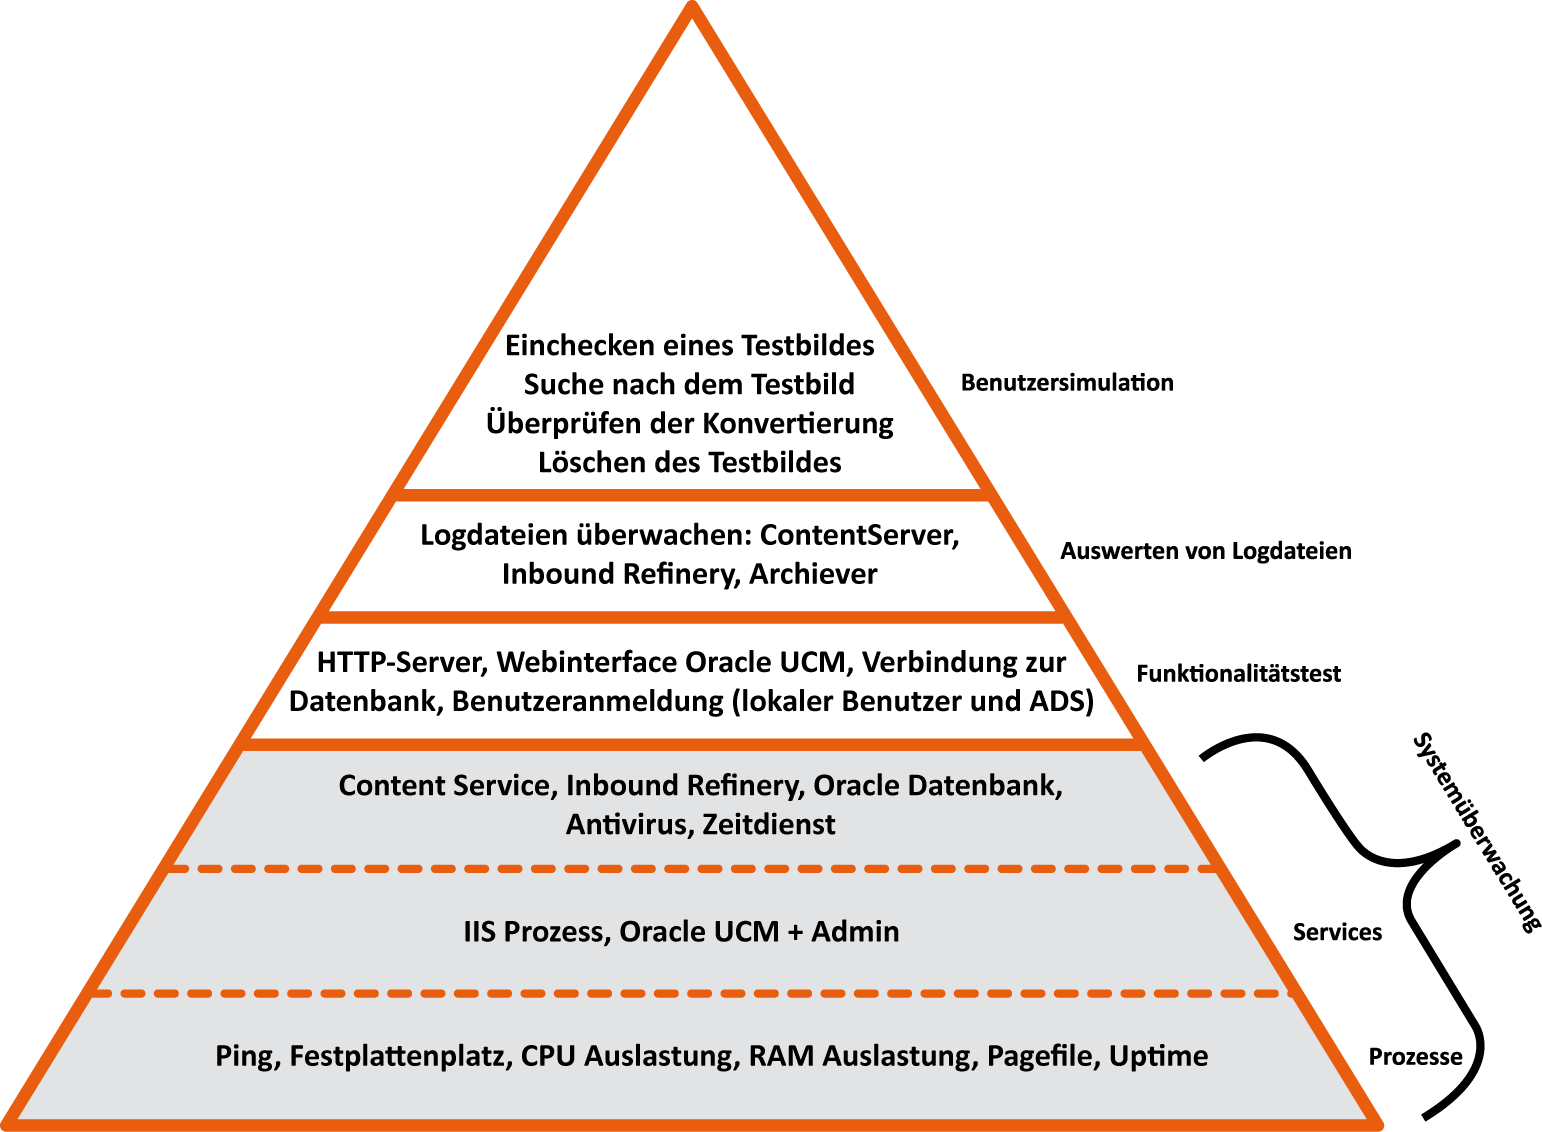 Einchecken eines Testbildes
Suche nach dem Testbild
Überprüfen der Konvertierung
Löschen des Testbildes
Benutzersimulation
Logdateien überwachen: ContentServer,
Inbound Refinery, Archiever
Auswerten von Logdateien
HTTP-Server, Webinterface Oracle UCM, Verbindung zur
Datenbank, Benutzeranmeldung (lokaler Benutzer und ADS)
Funktionalitätstest
Content Service, Inbound Refinery, Oracle Datenbank,
Antivirus, Zeitdienst
Systemüberwachung
IIS Prozess, Oracle UCM + Admin
Services
Ping, Festplattenplatz, CPU Auslastung, RAM Auslastung, Pagefile, Uptime
Prozesse